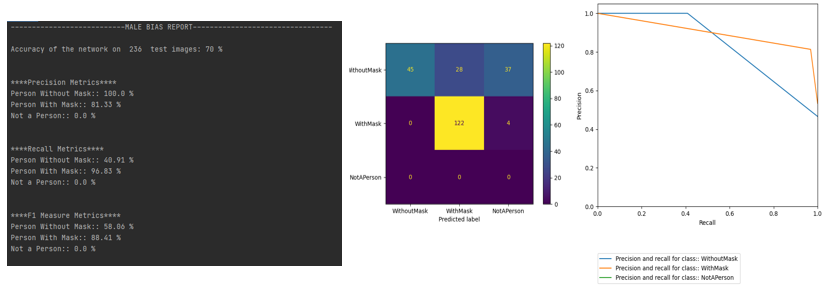 ---------------------------MALE BIAS REPORT---------------------------------
Accuracy of the network on  236  test images: 70 %
****Precision Metrics****
Person Without Mask:: 100.0 %
Person With Mask:: 81.33 %
Not a Person:: 0.0 %
****Recall Metrics****
Person Without Mask:: 40.91 %
Person With Mask:: 96.83 %
Not a Person:: 0.0 %
****F1 Measure Metrics****
Person Without Mask:: 58.06 %
Person With Mask:: 88.41 %
Not a Person:: 0.0 %
WithoutMask 45 28 37
WithMask 0 122 4
NotAPerson 0 0 0
WithoutMask WithMask NotAPerson
Predicted label
120
100
80
60
40
20
0
Precision
1.0
0.8
0.6
0.4
0.2
0.0
0.0 0.2 0.4 0.6 0.8 1.0
Recall
Precision and recall for class:: WithoutMask
Precision and recall for class:: WithMask
Precision and recall for class:: NotAPerson